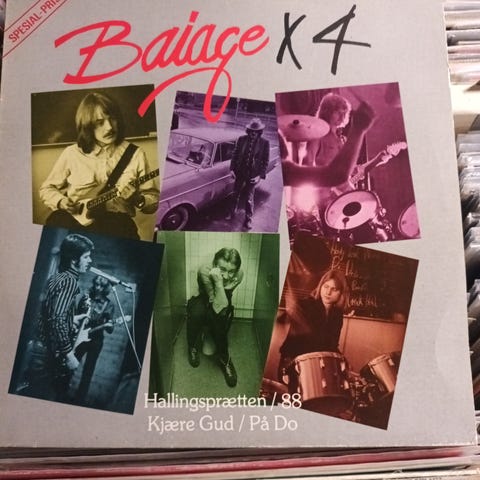 SPESIAL-PRIS
Baiage X 4
Hallingsprætten / 88
Kjære Gud / På Do